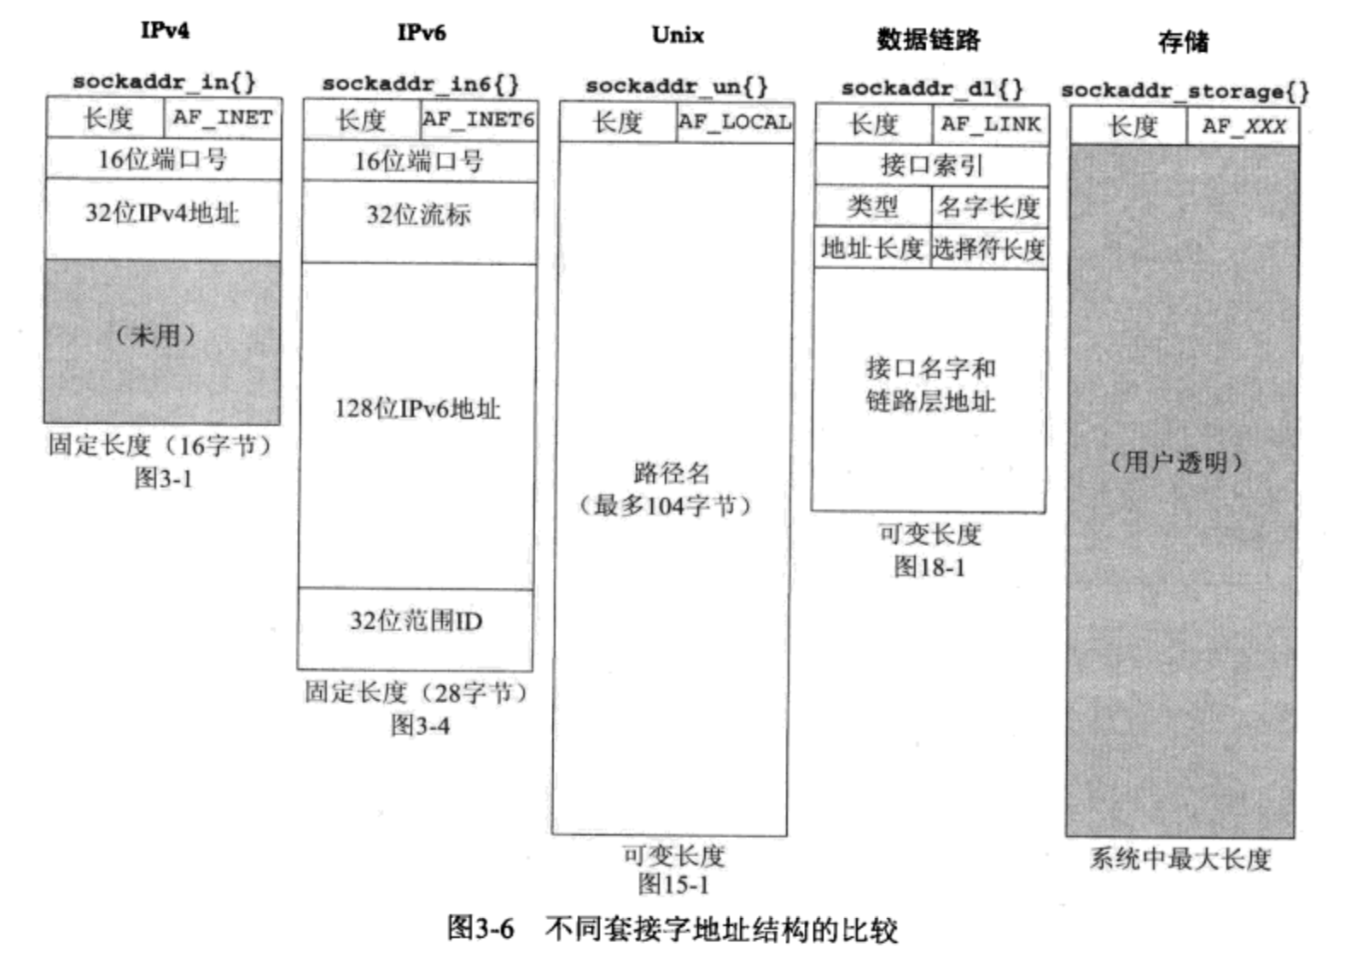 IPv4
sockaddr_in{}
长度 AF_INET
16位端口号
32位IPv4地址
（未用）
固定长度（16字节）
图3-1
IPv6
sockaddr_in6{}
长度 AF_INET6
16位端口号
32位流标
128位IPv6地址
32位范围ID
固定长度（28字节）
图3-4
Unix
sockaddr_un{}
长度 AF_LOCAL
路径名
（最多104字节）
可变长度
图15-1
数据链路
sockaddr_dl{}
长度 AF_LINK
接口索引
类型 名字长度
地址长度 选择符长度
接口名字和
链路层地址
可变长度
图18-1
存储
sockaddr_storage{}
长度 AF_XXX
（用户透明）
系统中最大长度
图3-6 不同套接字地址结构的比较